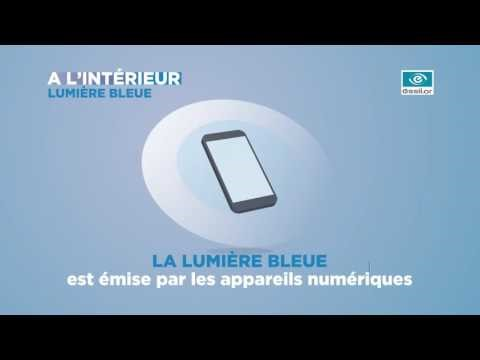 A L'INTÉRIEUR
LUMIÈRE BLEUE
essilor
LA LUMIÈRE BLEUE
est émise par les appareils numériques